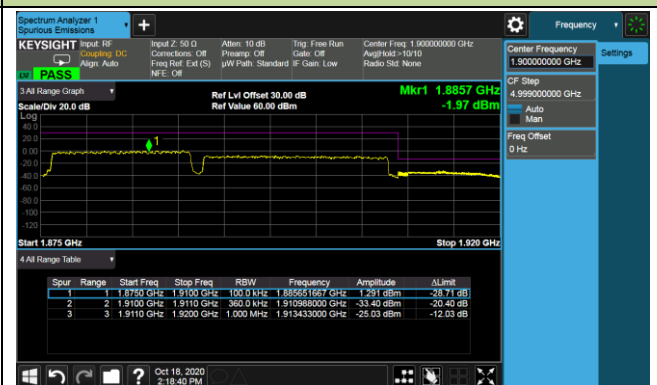 Spectrum Analyzer 1
Spurious Emissions
Frequency
KEYSIGHT
Input: RF
Coupling: DC
Align: Auto
Input Z: 50 Ω
Corrections: Off
Freq Ref: Ext (S)
NFE: Off
Atten: 10 dB
Preamp: Off
µW Path: Standard
Trig: Free Run
Gate: Off
IF Gain: Low
Center Freq: 1.900000000 GHz
Avg|Hold:>10/10
Radio Std: None
PASS
Center Frequency
1.900000000 GHz
Settings
CF Step
4.999000000 GHz
Auto
Man
Freq Offset
0 Hz
3 All Range Graph
Scale/Div 20.0 dB
Ref Lvl Offset 30.00 dB
Ref Value 60.00 dBm
Mkr1 1.8857 GHz
-1.97 dBm
Log
40.0
20.0
0.00
-20.0
-40.0
-60.0
-80.0
-100
-120
1
Start 1.875 GHz
Stop 1.920 GHz
4 All Range Table
Spur Range Start Freq Stop Freq RBW Frequency Amplitude ΔLimit
1 1 1.8750 GHz 1.9100 GHz 100.0 kHz 1.885651667 GHz 1.291 dBm -28.71 dB
2 2 1.9100 GHz 1.9110 GHz 360.0 kHz 1.910988000 GHz -33.40 dBm -20.40 dB
3 3 1.9110 GHz 1.9200 GHz 1.000 MHz 1.913433000 GHz -25.03 dBm -12.03 dB
Oct 18, 2020
2:18:40 PM